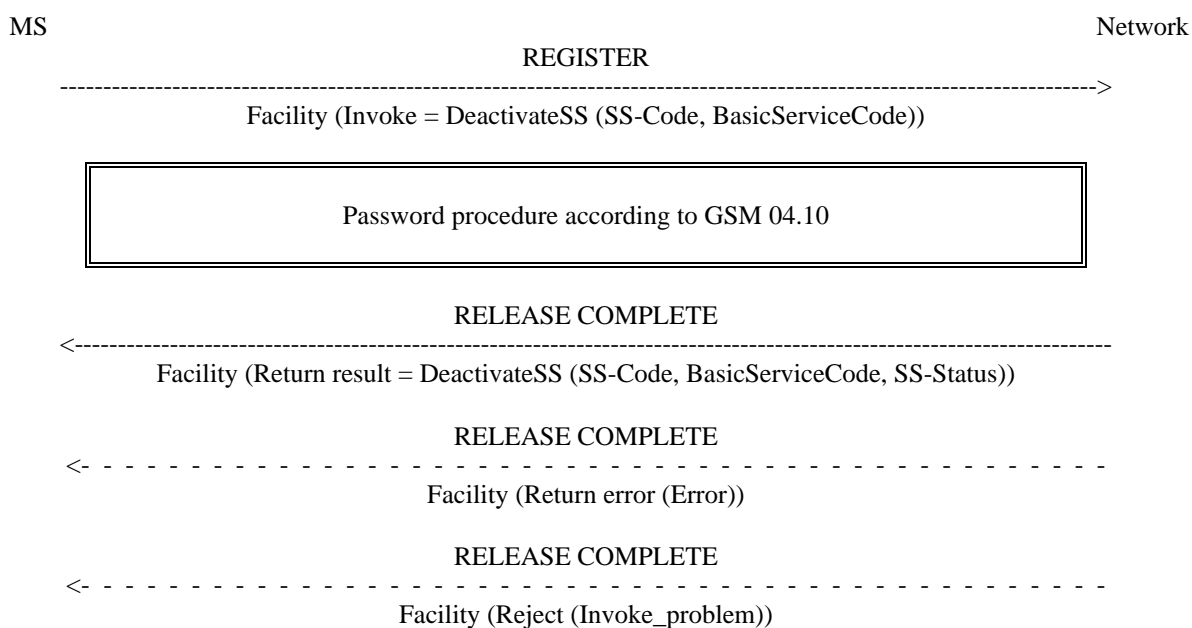 MS Network
REGISTER
------------------------------------------------------------------------------------------------------------------------>
Facility (Invoke = DeactivateSS (SS-Code, BasicServiceCode))
Password procedure according to GSM 04.10
RELEASE COMPLETE
<------------------------------------------------------------------------------------------------------------------------
Facility (Return result = DeactivateSS (SS-Code, BasicServiceCode, SS-Status))
RELEASE COMPLETE
<- - - - - - - - - - - - - - - - - - - - - - - - - - - - - - - - - - - - - - - - - - - - - - - -
Facility (Return error (Error))
RELEASE COMPLETE
<- - - - - - - - - - - - - - - - - - - - - - - - - - - - - - - - - - - - - - - - - - - - - - - -
Facility (Reject (Invoke_problem))